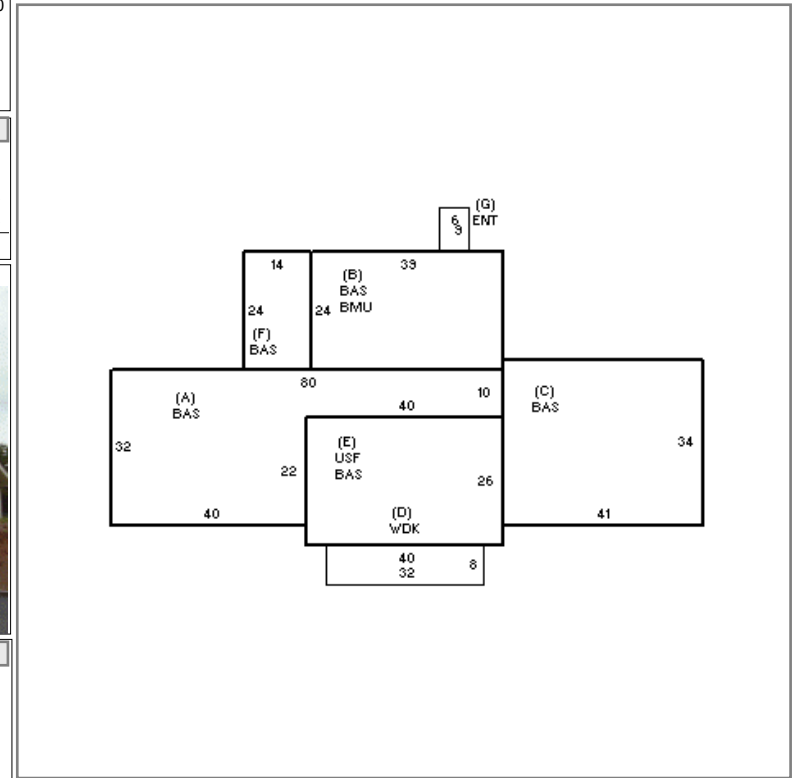 (G)
6 ENT
9
14 39
(B)
BAS
24 24 BMU
(F)
BAS
80
(A) 40 10 (C)
BAS BAS
32 22 (E) 34
USF
BAS 26
40 (D) 41
WDK
40 8
32